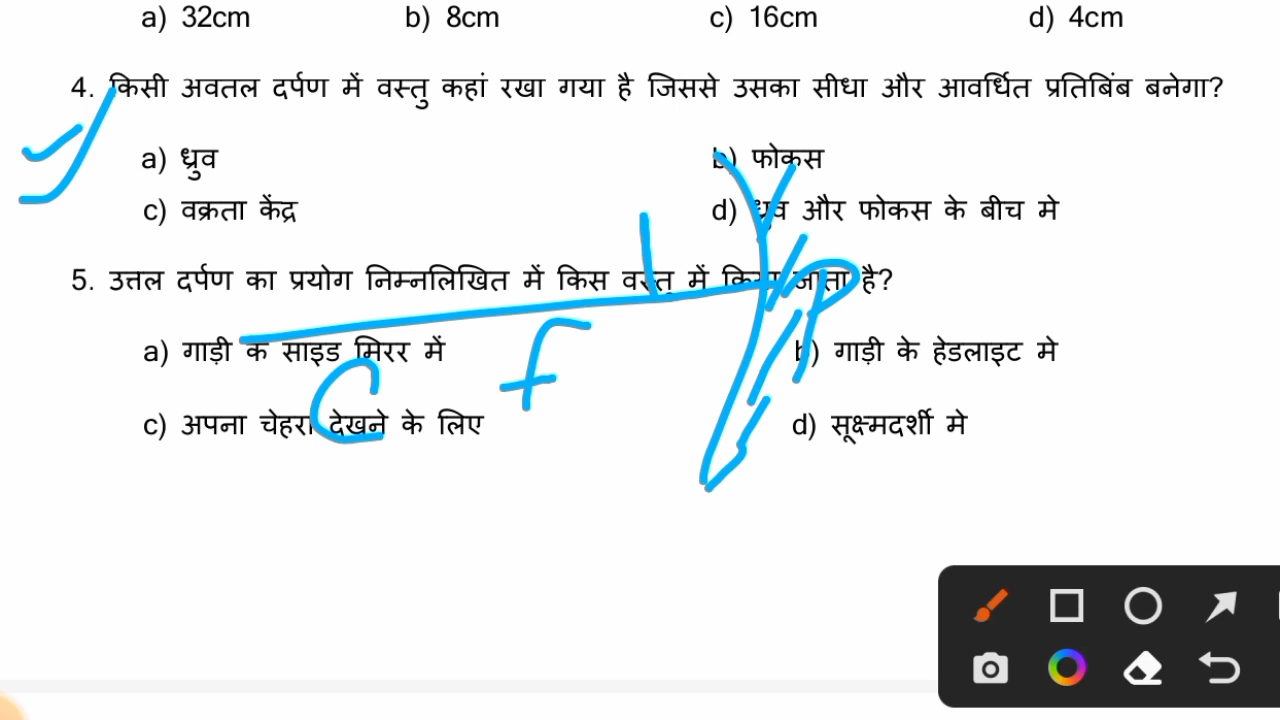 a) 32cm b) 8cm c) 16cm d) 4cm
4. किसी अवतल दर्पण में वस्तु कहां रखा गया है जिससे उसका सीधा और आवर्धित प्रतिबिंब बनेगा?
a) ध्रुव b) फोकस
c) वक्रता केंद्र d) ध्रुव और फोकस के बीच मे
5. उत्तल दर्पण का प्रयोग निम्नलिखित में किस वस्तु में किया जाता है?
a) गाड़ी के साइड मिरर में b) गाड़ी के हेडलाइट मे
c) अपना चेहरा देखने के लिए d) सूक्ष्मदर्शी मे
C F P